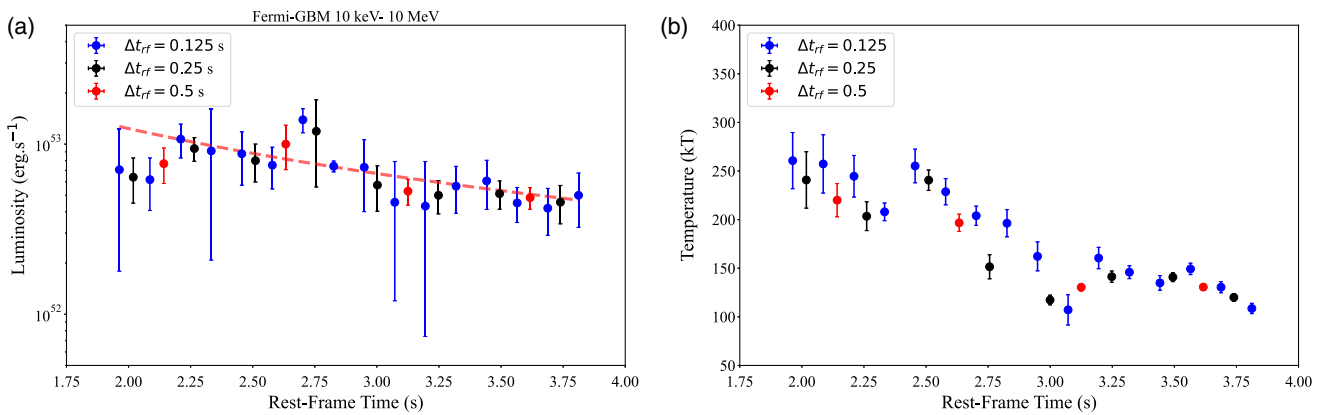 Fermi-GBM 10 keV- 10 MeV
(a)
Δt_rf = 0.125 s
Δt_rf = 0.25 s
Δt_rf = 0.5 s
Luminosity (erg.s⁻¹)
10⁵³
10⁵²
1.75 2.00 2.25 2.50 2.75 3.00 3.25 3.50 3.75 4.00
Rest-Frame Time (s)
(b)
Δt_rf = 0.125
Δt_rf = 0.25
Δt_rf = 0.5
Temperature (kT)
400
350
300
250
200
150
100
50
1.75 2.00 2.25 2.50 2.75 3.00 3.25 3.50 3.75 4.00
Rest-Frame Time (s)